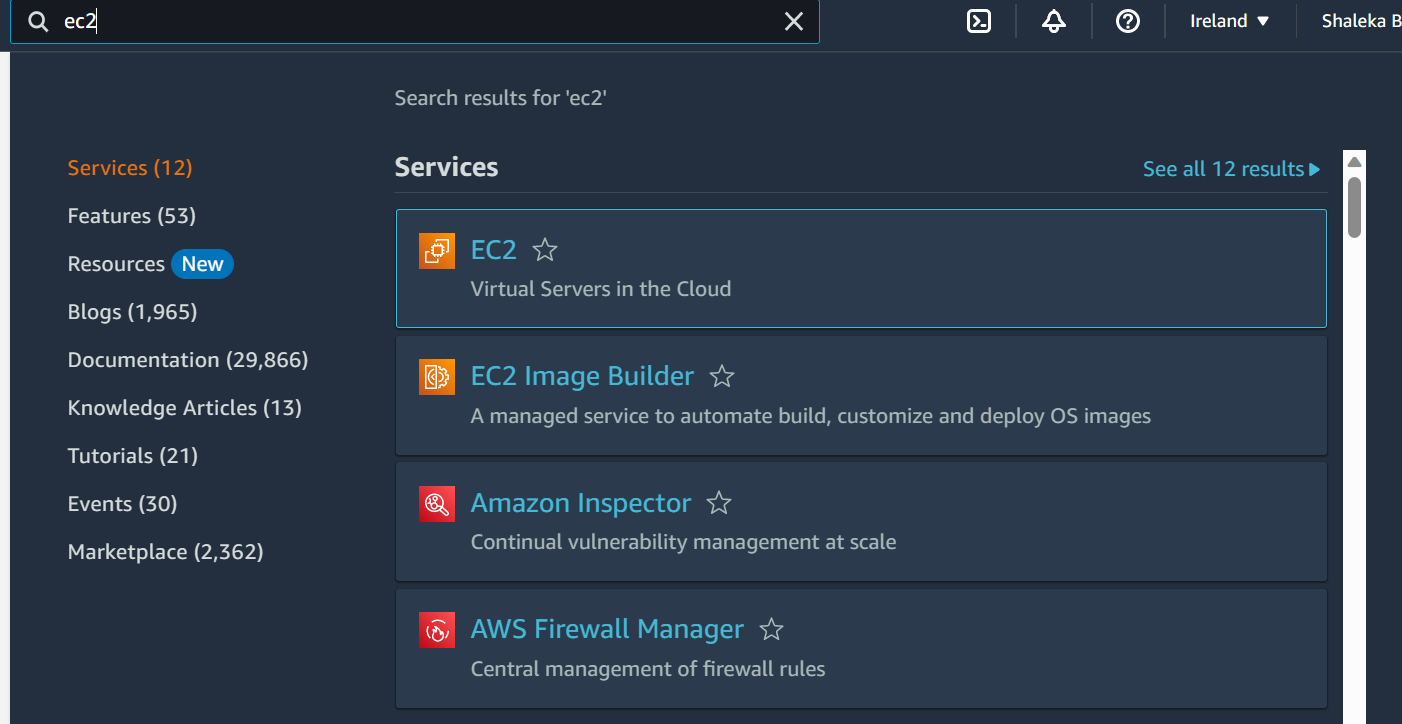 ec2
Ireland ▼
Shaleka B
Search results for 'ec2'
Services (12)
Features (53)
Resources New
Blogs (1,965)
Documentation (29,866)
Knowledge Articles (13)
Tutorials (21)
Events (30)
Marketplace (2,362)
Services
See all 12 results
EC2
Virtual Servers in the Cloud
EC2 Image Builder
A managed service to automate build, customize and deploy OS images
Amazon Inspector
Continual vulnerability management at scale
AWS Firewall Manager
Central management of firewall rules